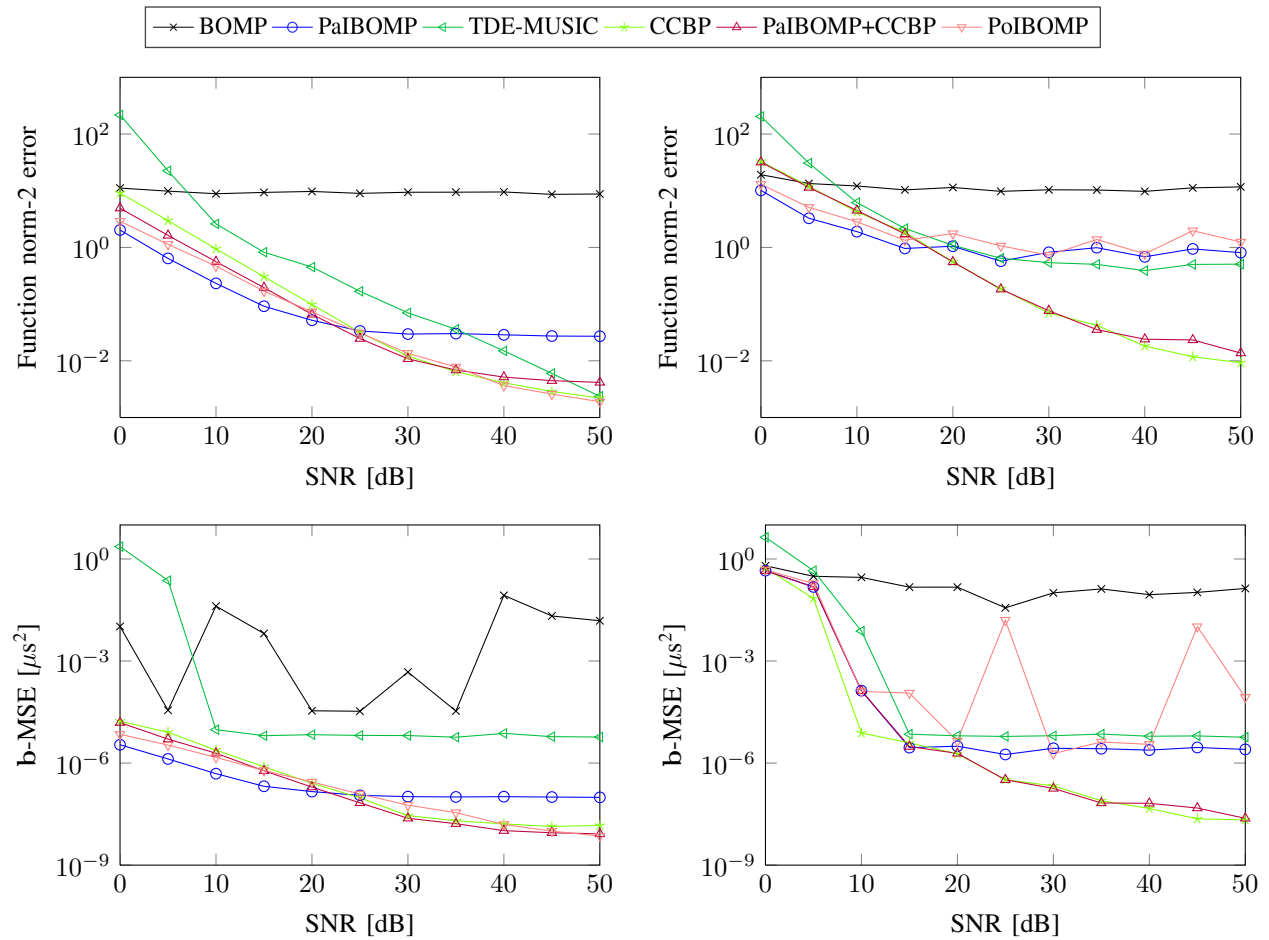 BOMP PaIBOMP TDE-MUSIC CCBP PaIBOMP+CCBP PoIBOMP
Function norm-2 error
10^2
10^0
10^−2
0 10 20 30 40 50
SNR [dB]
Function norm-2 error
10^2
10^0
10^−2
0 10 20 30 40 50
SNR [dB]
b-MSE [μs^2]
10^0
10^−3
10^−6
10^−9
0 10 20 30 40 50
SNR [dB]
b-MSE [μs^2]
10^0
10^−3
10^−6
10^−9
0 10 20 30 40 50
SNR [dB]